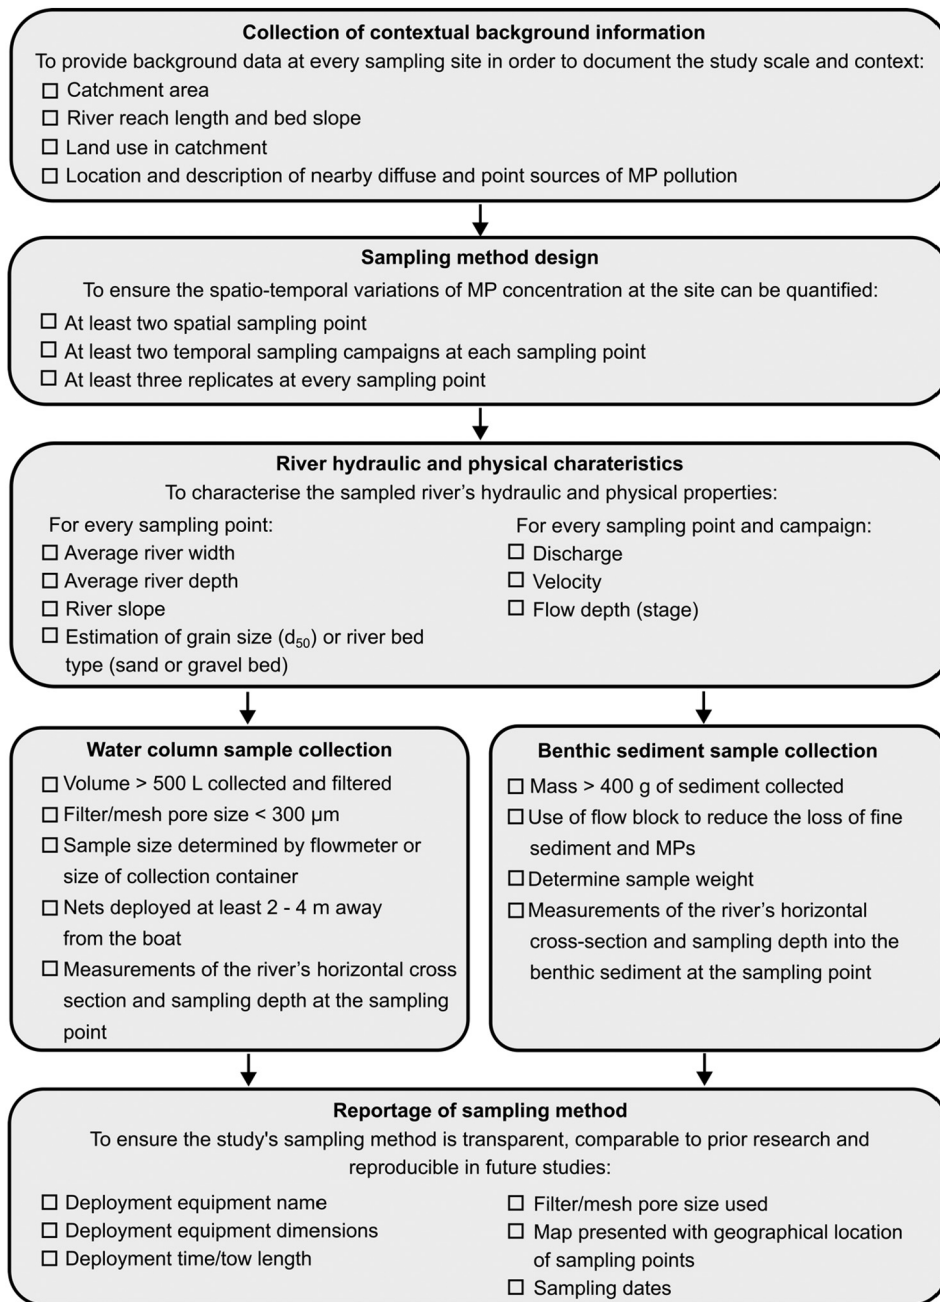 Collection of contextual background information
To provide background data at every sampling site in order to document the study scale and context:
☐ Catchment area
☐ River reach length and bed slope
☐ Land use in catchment
☐ Location and description of nearby diffuse and point sources of MP pollution
Sampling method design
To ensure the spatio-temporal variations of MP concentration at the site can be quantified:
☐ At least two spatial sampling point
☐ At least two temporal sampling campaigns at each sampling point
☐ At least three replicates at every sampling point
River hydraulic and physical charateristics
To characterise the sampled river's hydraulic and physical properties:
For every sampling point:
☐ Average river width
☐ Average river depth
☐ River slope
☐ Estimation of grain size (d₅₀) or river bed
type (sand or gravel bed)
For every sampling point and campaign:
☐ Discharge
☐ Velocity
☐ Flow depth (stage)
Water column sample collection
☐ Volume > 500 L collected and filtered
☐ Filter/mesh pore size < 300 µm
☐ Sample size determined by flowmeter or
size of collection container
☐ Nets deployed at least 2 - 4 m away
from the boat
☐ Measurements of the river's horizontal cross
section and sampling depth at the sampling
point
Benthic sediment sample collection
☐ Mass > 400 g of sediment collected
☐ Use of flow block to reduce the loss of fine
sediment and MPs
☐ Determine sample weight
☐ Measurements of the river's horizontal
cross-section and sampling depth into the
benthic sediment at the sampling point
Reportage of sampling method
To ensure the study's sampling method is transparent, comparable to prior research and
reproducible in future studies:
☐ Deployment equipment name
☐ Deployment equipment dimensions
☐ Deployment time/tow length
☐ Filter/mesh pore size used
☐ Map presented with geographical location
of sampling points
☐ Sampling dates